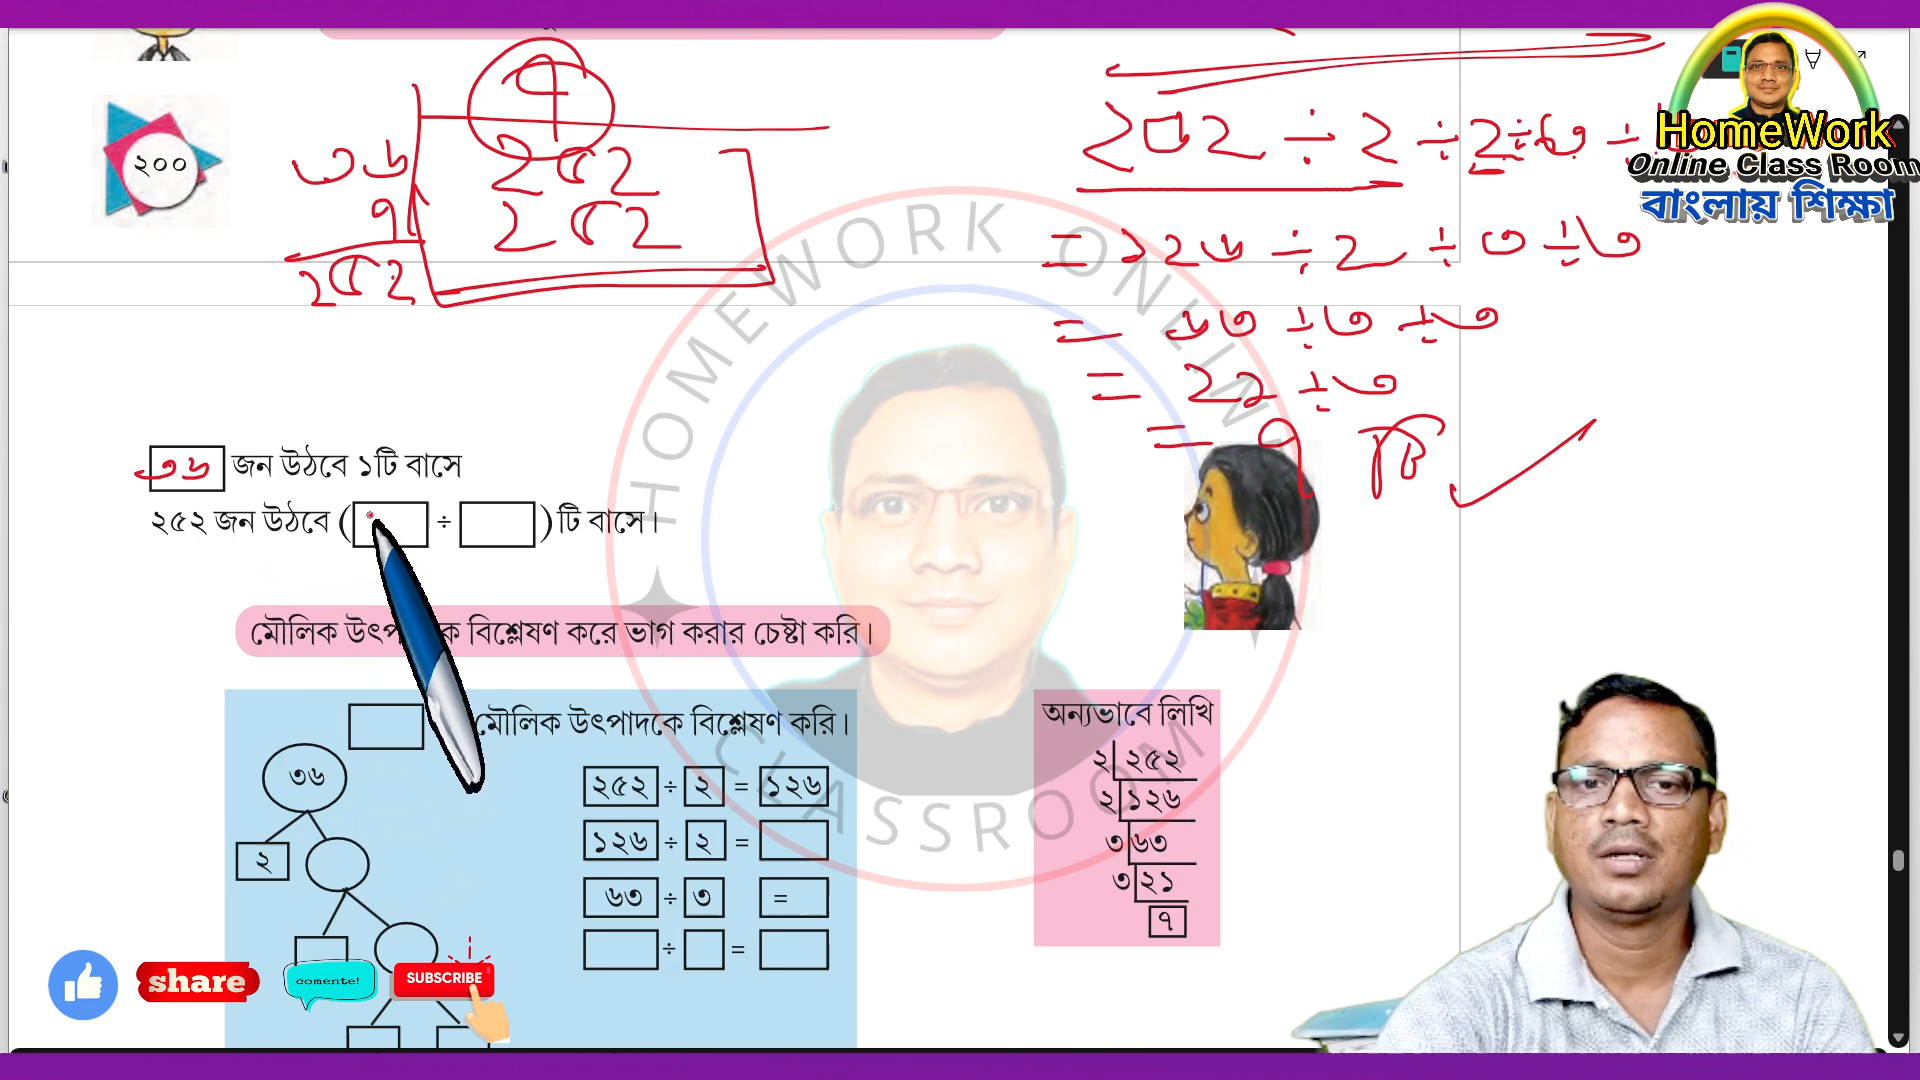 ২০০
৩৬
৭
২৫২
৭
২৫২
২৫২
২৫২ ÷ ২ ÷ ২ ÷ ৩ ÷
= ১২৬ ÷ ২ ÷ ৩ ÷ ৩
= ৬৩ ÷ ৩ ÷ ৩
= ২১ ÷ ৩
= ৭ টি
HomeWork
Online Class Room
বাংলায় শিক্ষা
৩৬ জন উঠবে ১টি বাসে
২৫২ জন উঠবে ( ÷ ) টি বাসে।
মৌলিক উৎপ ক বিশ্লেষণ করে ভাগ করার চেষ্টা করি।
মৌলিক উৎপাদকে বিশ্লেষণ করি।
৩৬
২
২৫২ ÷ ২ = ১২৬
১২৬ ÷ ২ =
৬৩ ÷ ৩ =
÷ =
অন্যভাবে লিখি
২ ২৫২
২ ১২৬
৩ ৬৩
৩ ২১
৭
HOMEWORK ONLINE
CLASSROOM
share
comente!
SUBSCRIBE